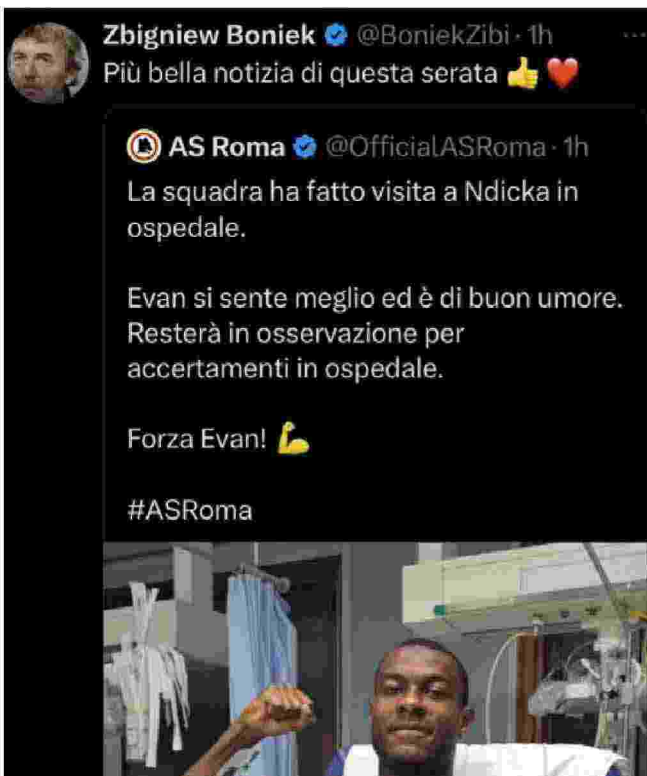 Zbigniew Boniek @BoniekZibi · 1h
Più bella notizia di questa serata 👍❤️
AS Roma @OfficialASRoma · 1h
La squadra ha fatto visita a Ndicka in
ospedale.
Evan si sente meglio ed è di buon umore.
Resterà in osservazione per
accertamenti in ospedale.
Forza Evan! 💪
#ASRoma